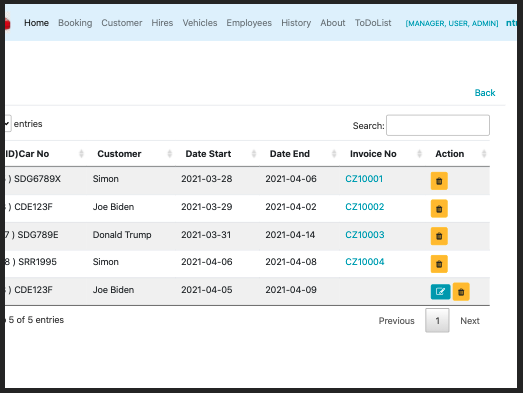 Home Booking Customer Hires Vehicles Employees History About ToDoList [MANAGER, USER, ADMIN]
Back
entries Search:
ID)Car No Customer Date Start Date End Invoice No Action
) SDG6789X Simon 2021-03-28 2021-04-06 CZ10001
) CDE123F Joe Biden 2021-03-29 2021-04-02 CZ10002
7 ) SDG789E Donald Trump 2021-03-31 2021-04-14 CZ10003
8 ) SRR1995 Simon 2021-04-06 2021-04-08 CZ10004
) CDE123F Joe Biden 2021-04-05 2021-04-09
5 of 5 entries Previous 1 Next